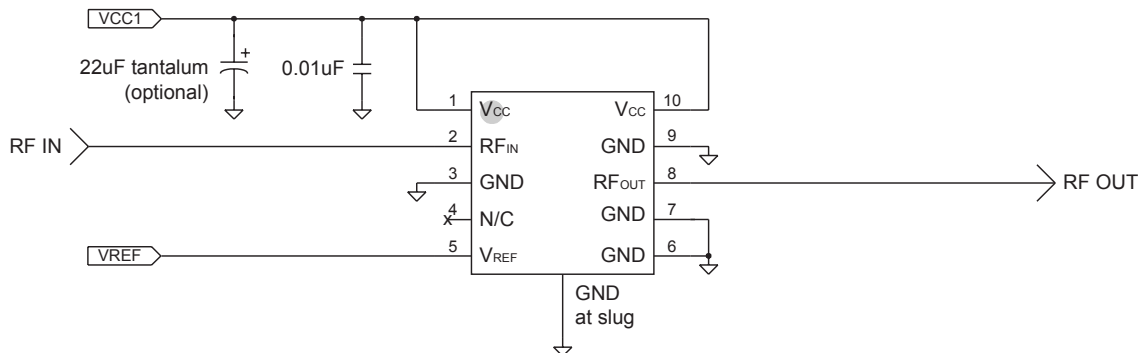 VCC1
22uF tantalum
(optional)
+
0.01uF
1
VCC
VCC
10
RF IN
2
RFIN
GND
9
3
GND
RFOUT
8
RF OUT
4
x
N/C
GND
7
VREF
5
VREF
GND
6
GND
at slug